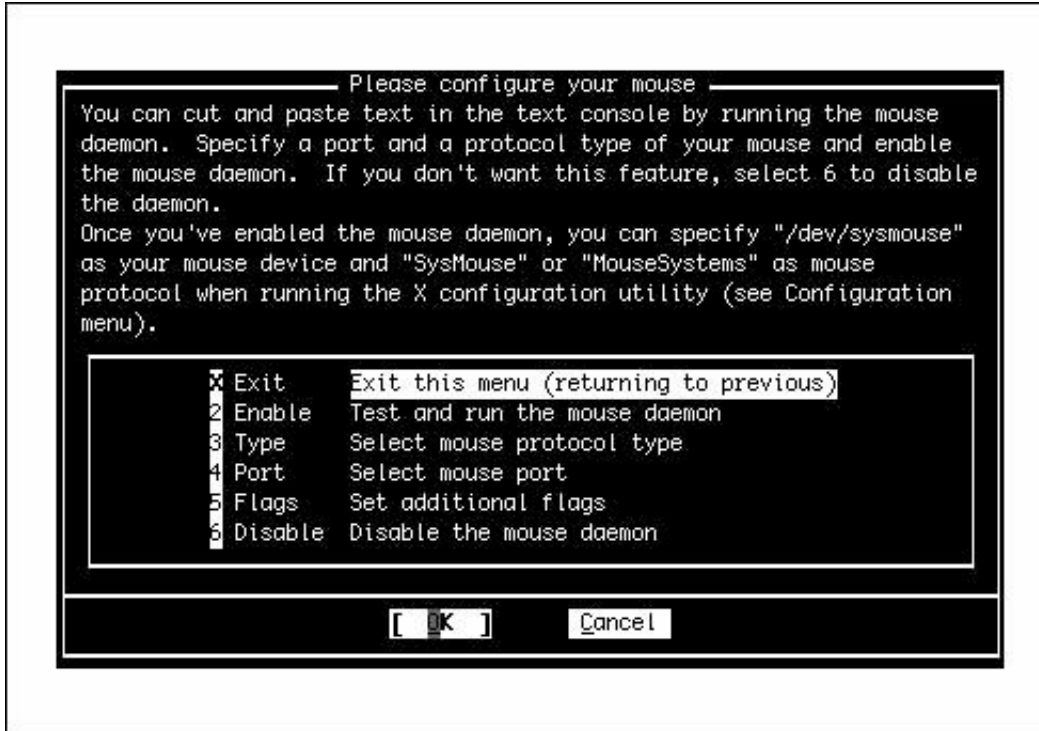 Please configure your mouse
You can cut and paste text in the text console by running the mouse
daemon.  Specify a port and a protocol type of your mouse and enable
the mouse daemon.  If you don't want this feature, select 6 to disable
the daemon.
Once you've enabled the mouse daemon, you can specify "/dev/sysmouse"
as your mouse device and "SysMouse" or "MouseSystems" as mouse
protocol when running the X configuration utility (see Configuration
menu).
X Exit Exit this menu (returning to previous)
2 Enable Test and run the mouse daemon
3 Type Select mouse protocol type
4 Port Select mouse port
5 Flags Set additional flags
6 Disable Disable the mouse daemon
[ OK ] Cancel